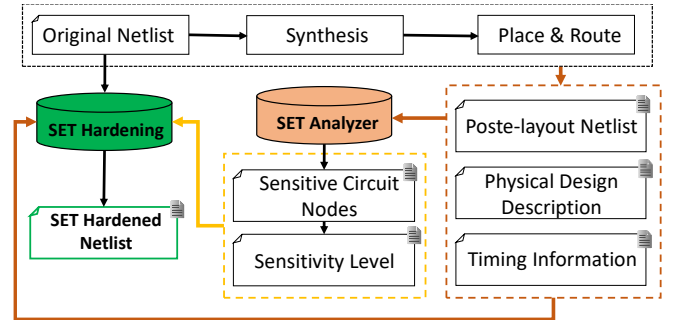 Original Netlist
Synthesis
Place & Route
SET Hardening
SET Analyzer
Poste-layout Netlist
Sensitive Circuit
Nodes
Physical Design
Description
SET Hardened
Netlist
Sensitivity Level
Timing Information